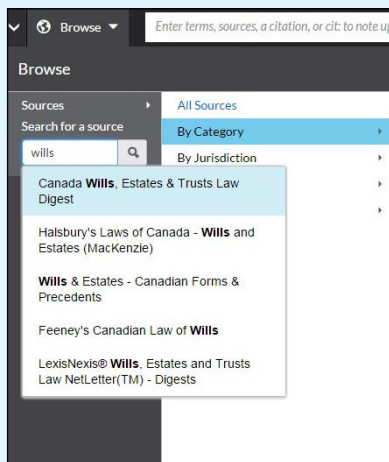 Browse
Enter terms, sources, a citation, or cit: to note up
Browse
Sources
Search for a source
wills
All Sources
By Category
By Jurisdiction
Canada Wills, Estates & Trusts Law
Digest
Halsbury's Laws of Canada - Wills and
Estates (MacKenzie)
Wills & Estates - Canadian Forms &
Precedents
Feeney's Canadian Law of Wills
LexisNexis® Wills, Estates and Trusts
Law NetLetter(TM) - Digests